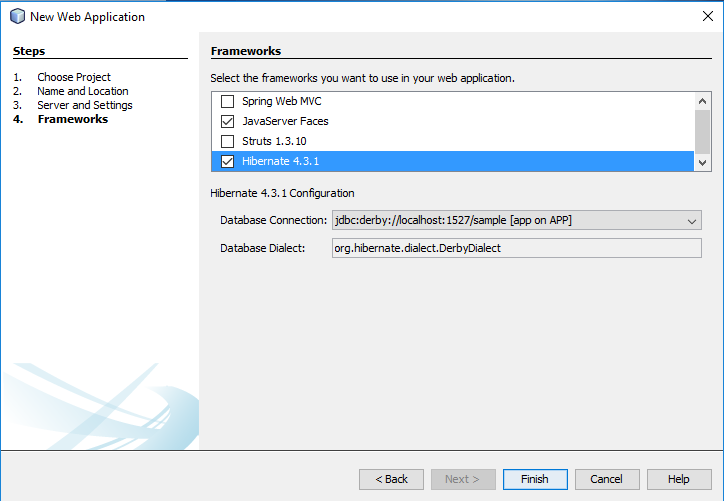 New Web Application
Steps
1. Choose Project
2. Name and Location
3. Server and Settings
4. Frameworks
Frameworks
Select the frameworks you want to use in your web application.
Spring Web MVC
JavaServer Faces
Struts 1.3.10
Hibernate 4.3.1
Hibernate 4.3.1 Configuration
Database Connection: jdbc:derby://localhost:1527/sample [app on APP]
Database Dialect: org.hibernate.dialect.DerbyDialect
< Back Next > Finish Cancel Help